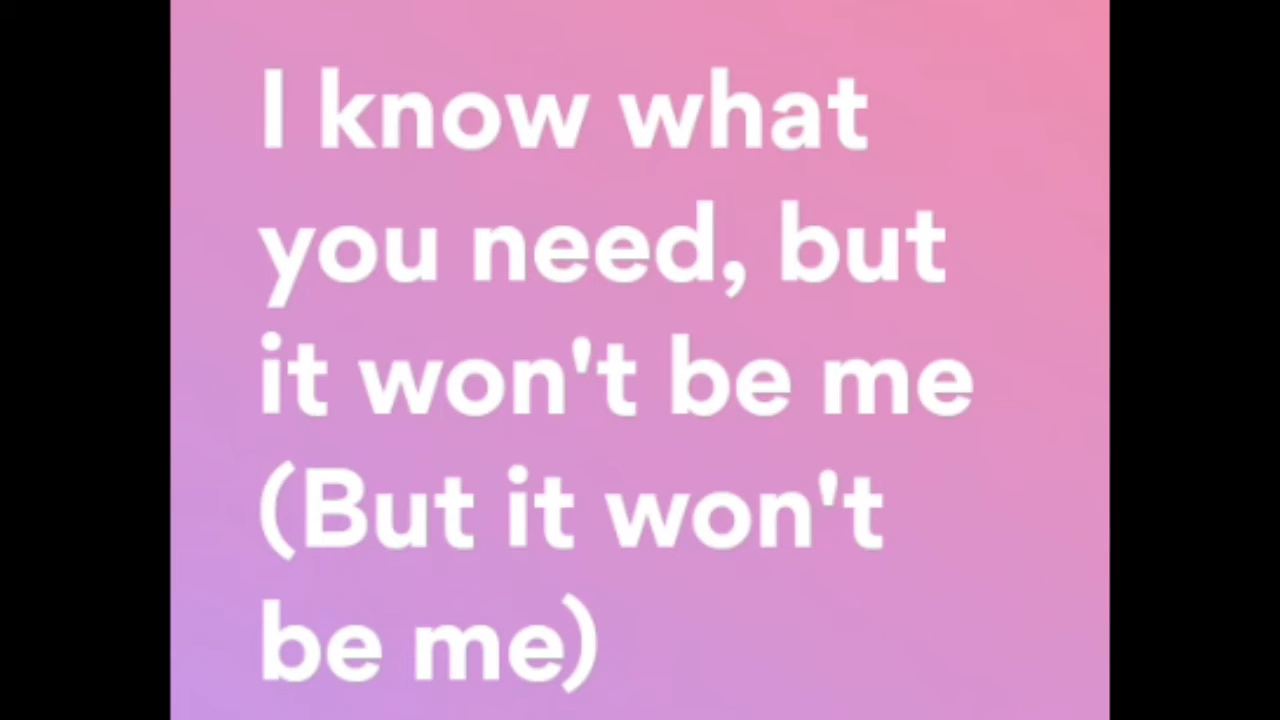 I know what
you need, but
it won't be me
(But it won't
be me)